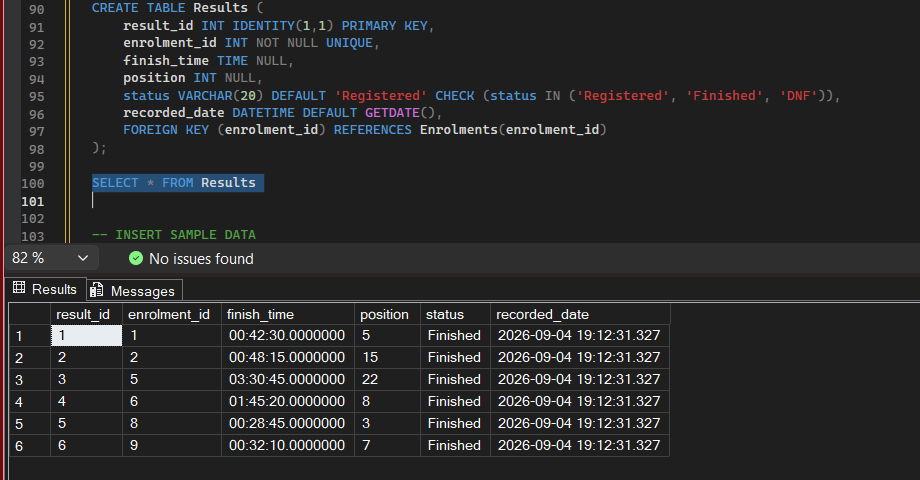 90 CREATE TABLE Results (
91 result_id INT IDENTITY(1,1) PRIMARY KEY,
92 enrolment_id INT NOT NULL UNIQUE,
93 finish_time TIME NULL,
94 position INT NULL,
95 status VARCHAR(20) DEFAULT 'Registered' CHECK (status IN ('Registered', 'Finished', 'DNF')),
96 recorded_date DATETIME DEFAULT GETDATE(),
97 FOREIGN KEY (enrolment_id) REFERENCES Enrolments(enrolment_id)
98 );
99
100 SELECT * FROM Results
101
102
103 -- INSERT SAMPLE DATA
82 % No issues found
Results Messages
result_id enrolment_id finish_time position status recorded_date
1 1 1 00:42:30.0000000 5 Finished 2026-09-04 19:12:31.327
2 2 2 00:48:15.0000000 15 Finished 2026-09-04 19:12:31.327
3 3 5 03:30:45.0000000 22 Finished 2026-09-04 19:12:31.327
4 4 6 01:45:20.0000000 8 Finished 2026-09-04 19:12:31.327
5 5 8 00:28:45.0000000 3 Finished 2026-09-04 19:12:31.327
6 6 9 00:32:10.0000000 7 Finished 2026-09-04 19:12:31.327